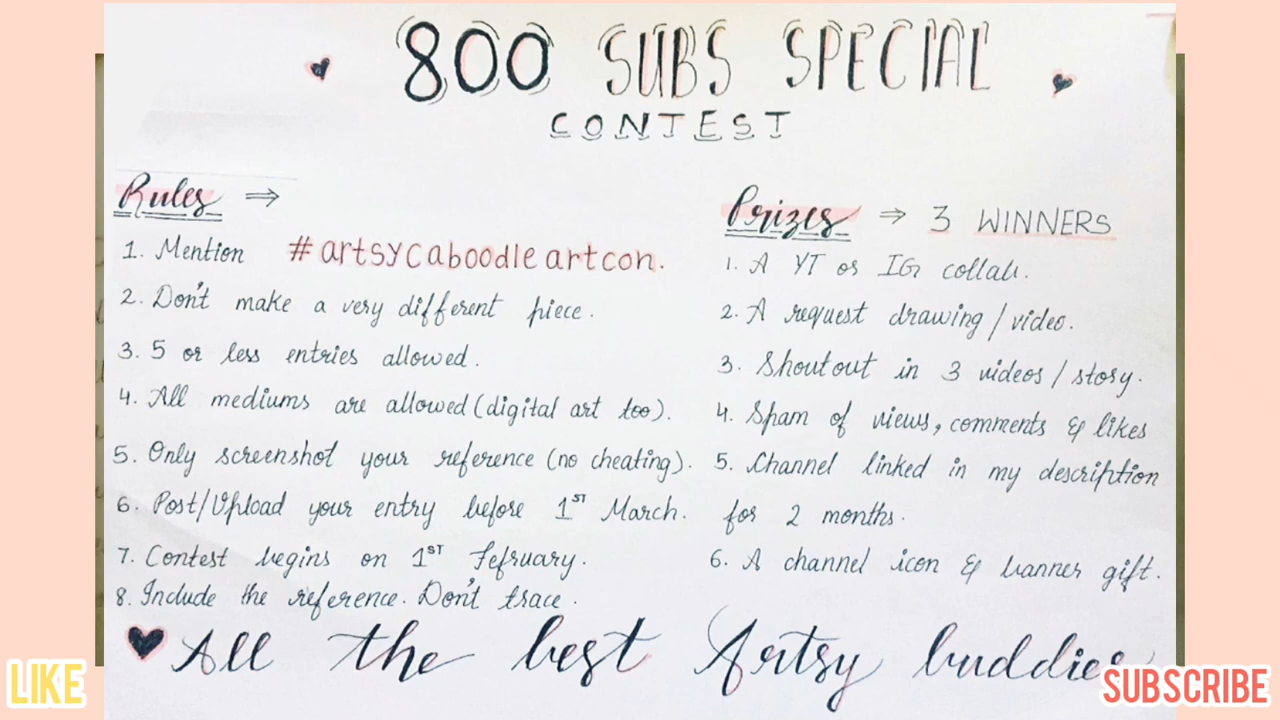 800 SUBS SPECIAL
CONTEST
Rules ⇒
1. Mention #artsycaboodleartcon.
2. Don't make a very different piece.
3. 5 or less entries allowed.
4. All mediums are allowed (digital art too).
5. Only screenshot your reference (no cheating).
6. Post/Upload your entry before 1ST March.
7. Contest begins on 1ST February.
8. Include the reference. Don't trace.
Prizes ⇒ 3 WINNERS
1. A YT or IG collab.
2. A request drawing/video.
3. Shoutout in 3 videos/story.
4. Spam of views, comments & likes
5. Channel linked in my description
for 2 months.
6. A channel icon & banner gift.
All the best Artsy buddies
LIKE
SUBSCRIBE